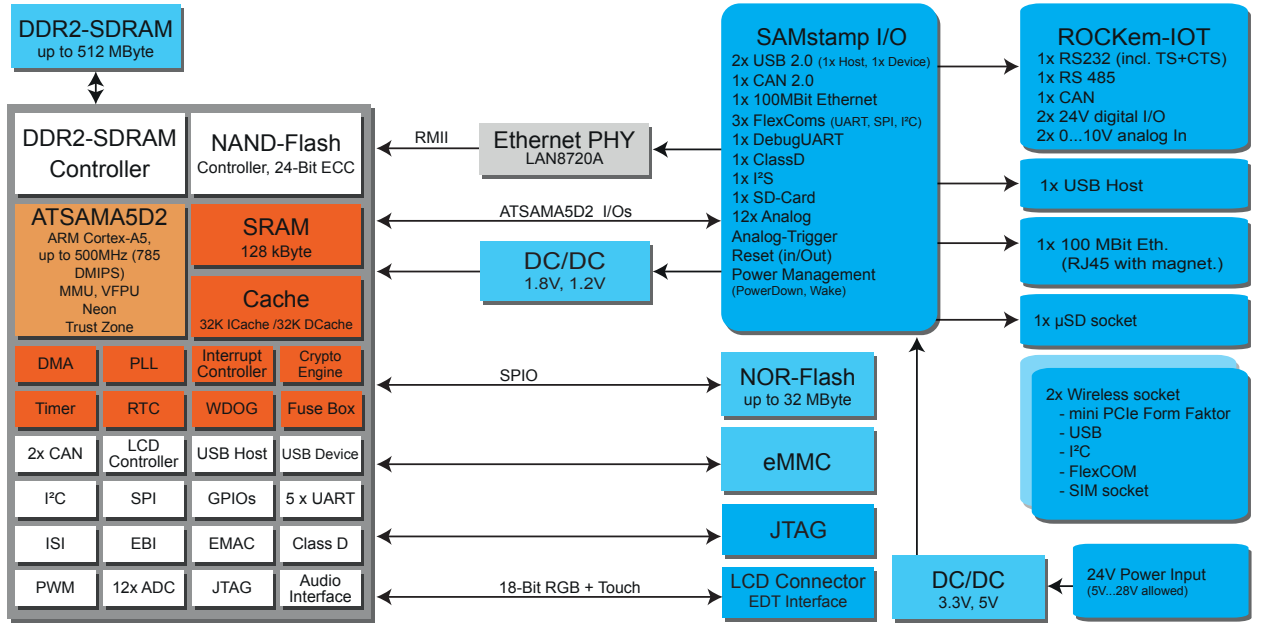 DDR2-SDRAM
up to 512 MByte
DDR2-SDRAM
Controller
NAND-Flash
Controller, 24-Bit ECC
ATSAMA5D2
ARM Cortex-A5,
up to 500MHz (785
DMIPS)
MMU, VFPU
Neon
Trust Zone
SRAM
128 kByte
Cache
32K ICache /32K DCache
DMA
PLL
Interrupt
Controller
Crypto
Engine
Timer
RTC
WDOG
Fuse Box
2x CAN
LCD
Controller
USB Host
USB Device
I²C
SPI
GPIOs
5 x UART
ISI
EBI
EMAC
Class D
PWM
12x ADC
JTAG
Audio
Interface
RMII
Ethernet PHY
LAN8720A
ATSAMA5D2 I/Os
DC/DC
1.8V, 1.2V
SPIO
18-Bit RGB + Touch
SAMstamp I/O
2x USB 2.0 (1x Host, 1x Device)
1x CAN 2.0
1x 100MBit Ethernet
3x FlexComs (UART, SPI, I²C)
1x DebugUART
1x ClassD
1x I²S
1x SD-Card
12x Analog
Analog-Trigger
Reset (in/Out)
Power Management
(PowerDown, Wake)
NOR-Flash
up to 32 MByte
eMMC
JTAG
LCD Connector
EDT Interface
DC/DC
3.3V, 5V
ROCKem-IOT
1x RS232 (incl. TS+CTS)
1x RS 485
1x CAN
2x 24V digital I/O
2x 0...10V analog In
1x USB Host
1x 100 MBit Eth.
(RJ45 with magnet.)
1x µSD socket
2x Wireless socket
- mini PCIe Form Faktor
- USB
- I²C
- FlexCOM
- SIM socket
24V Power Input
(5V...28V allowed)